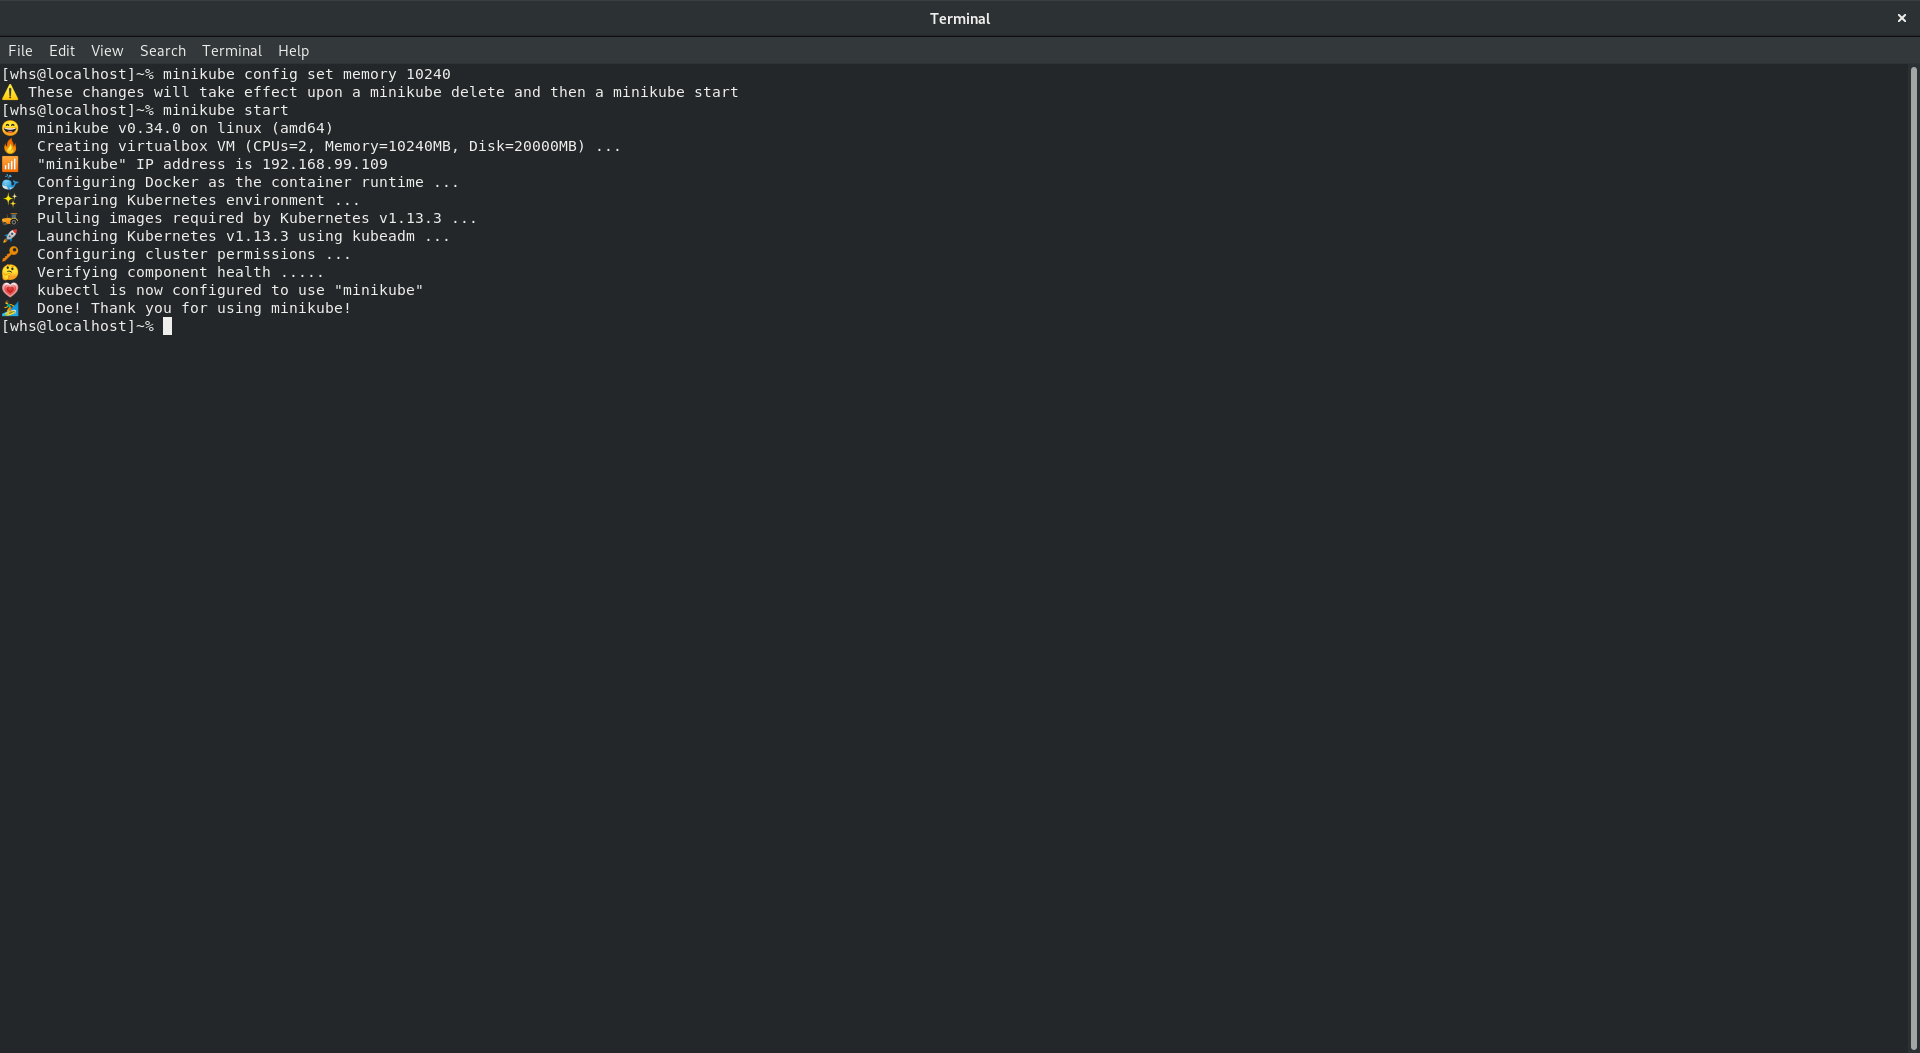 Terminal
File Edit View Search Terminal Help
[whs@localhost]~% minikube config set memory 10240
⚠️ These changes will take effect upon a minikube delete and then a minikube start
[whs@localhost]~% minikube start
😄  minikube v0.34.0 on linux (amd64)
🔥  Creating virtualbox VM (CPUs=2, Memory=10240MB, Disk=20000MB) ...
📶  "minikube" IP address is 192.168.99.109
🐳  Configuring Docker as the container runtime ...
✨  Preparing Kubernetes environment ...
🚜  Pulling images required by Kubernetes v1.13.3 ...
🚀  Launching Kubernetes v1.13.3 using kubeadm ...
🔑  Configuring cluster permissions ...
🤔  Verifying component health .....
💗  kubectl is now configured to use "minikube"
🏄  Done! Thank you for using minikube!
[whs@localhost]~%